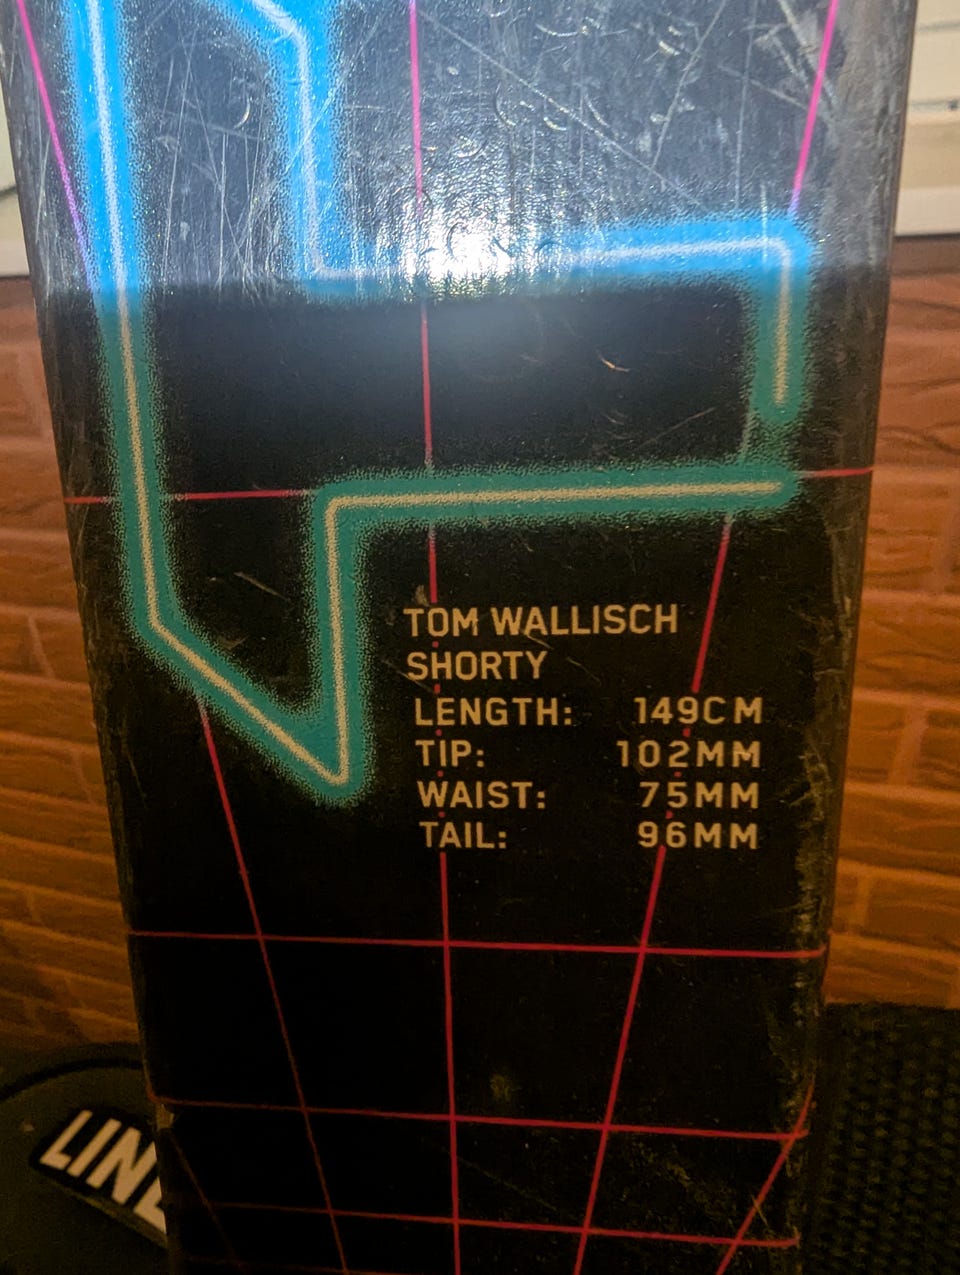 TOM WALLISCH
SHORTY
LENGTH: 149CM
TIP: 102MM
WAIST: 75MM
TAIL: 96MM
LINE